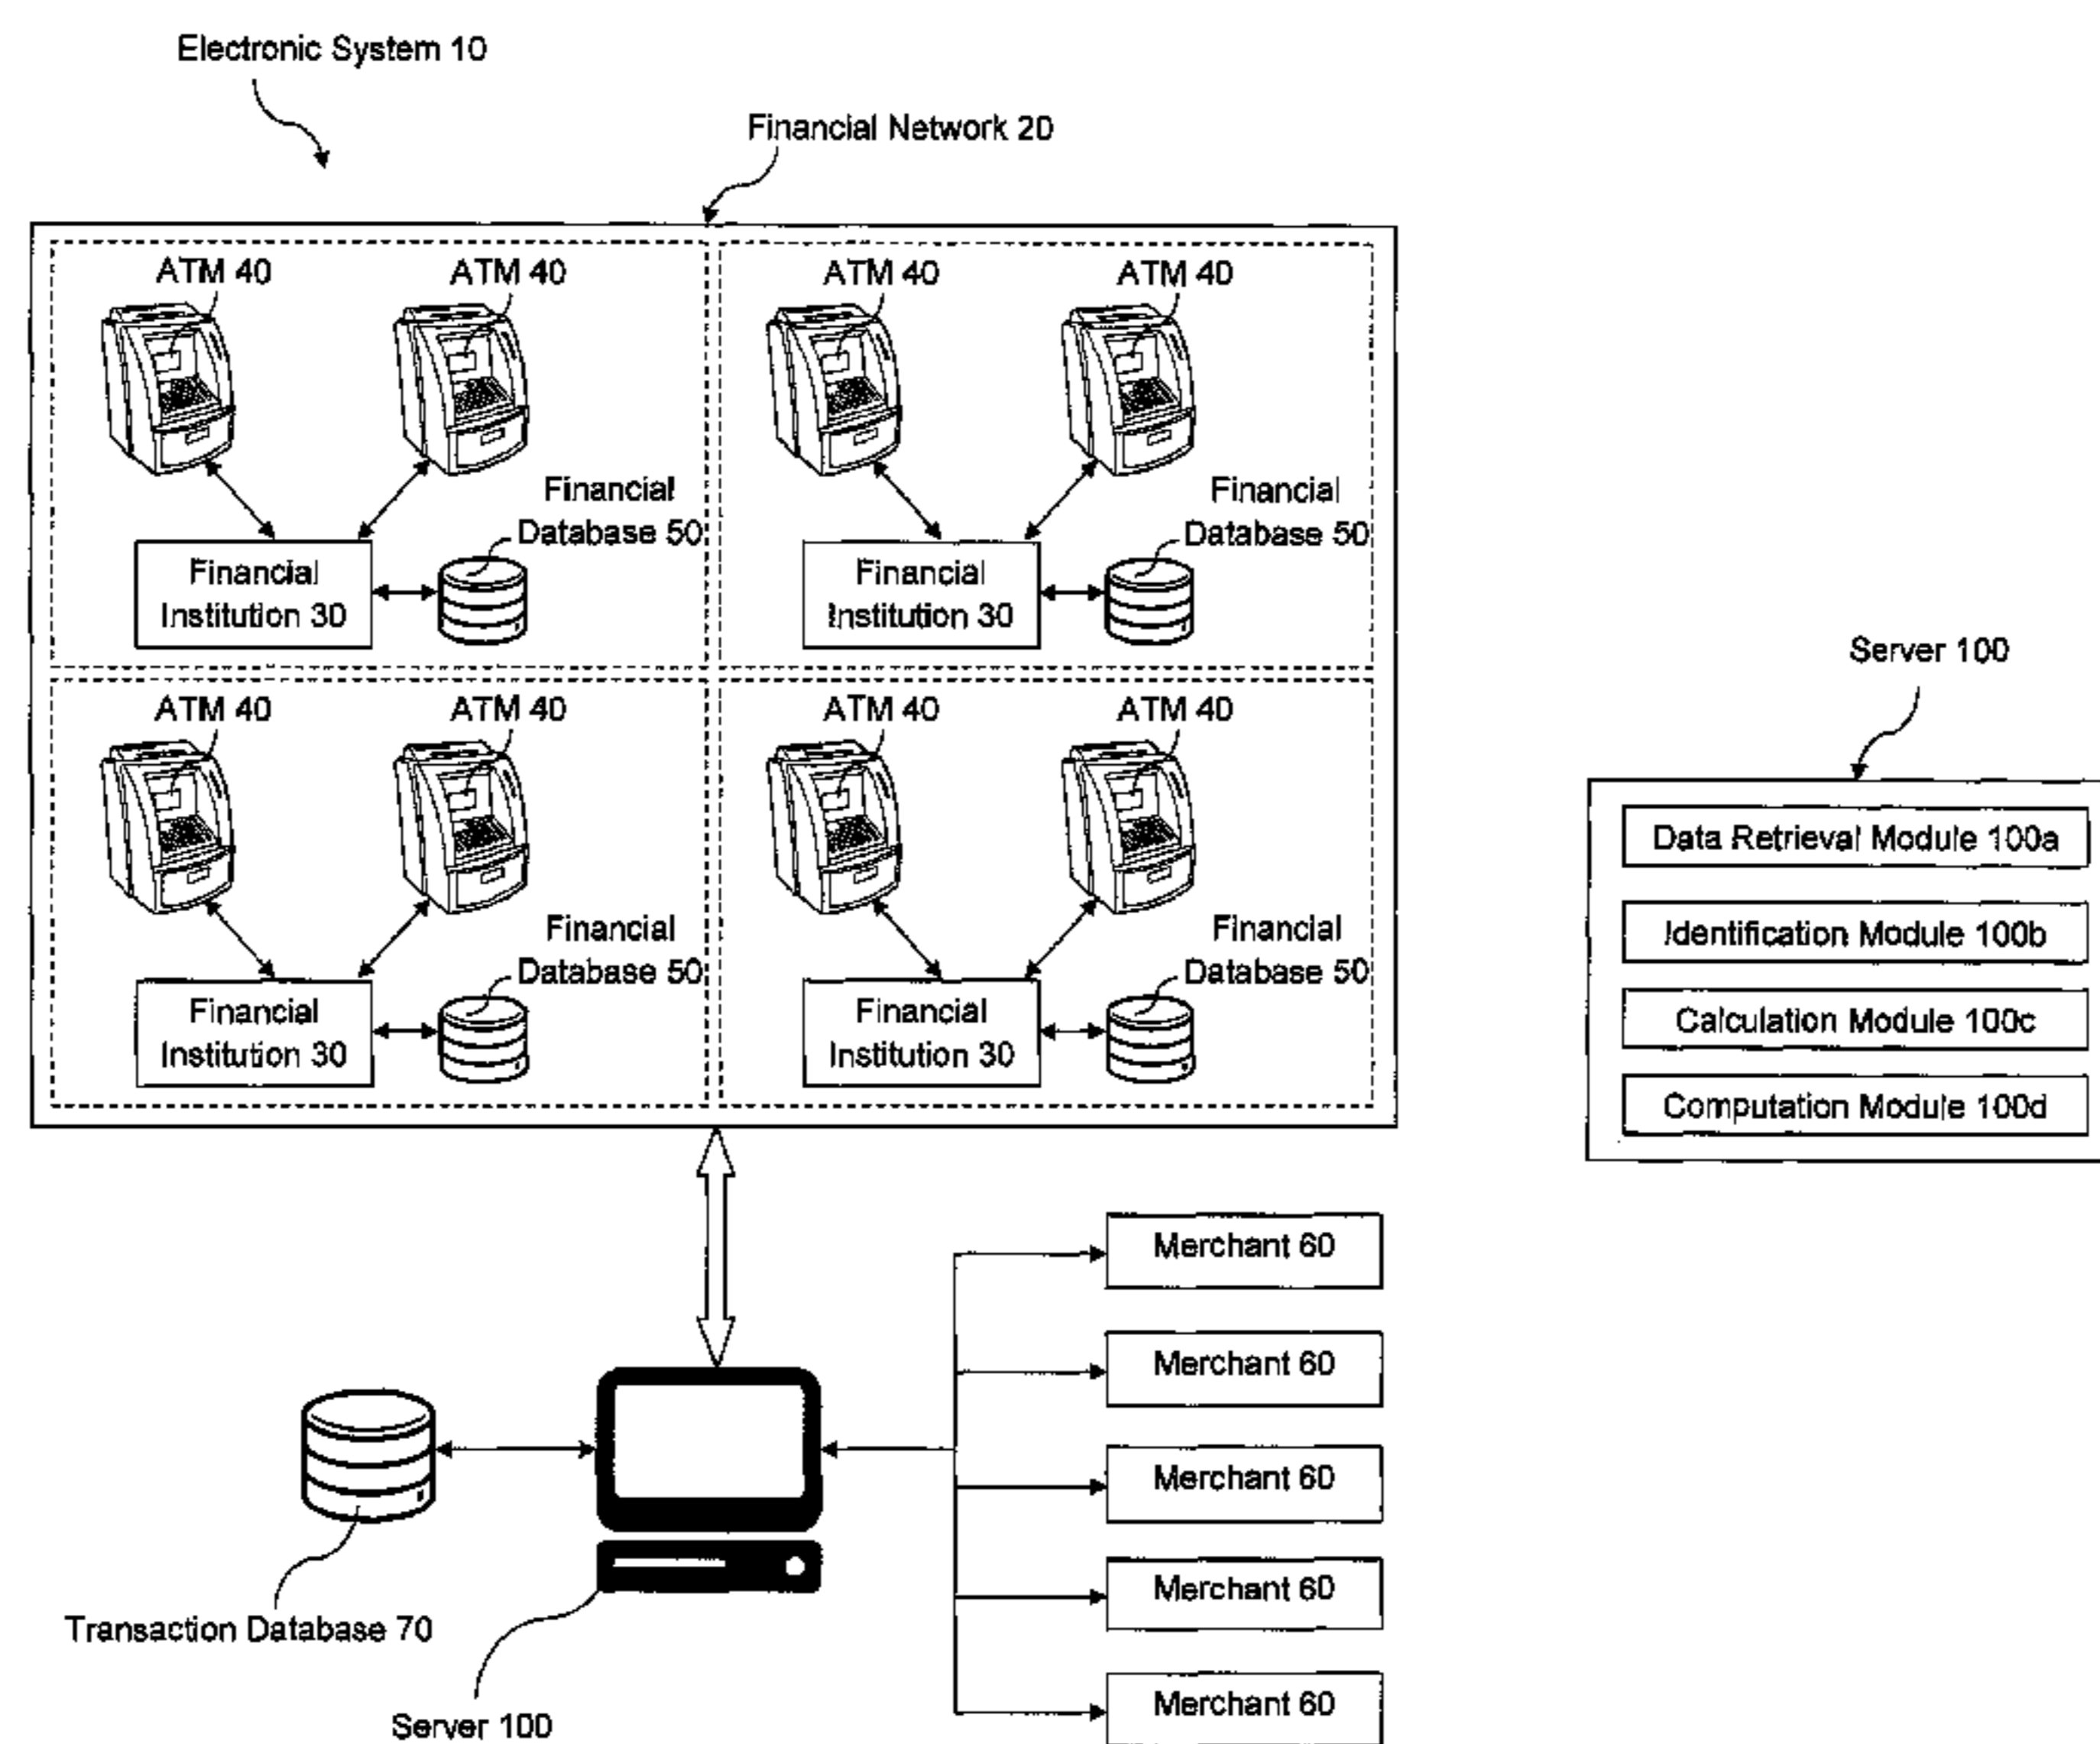 Electronic System 10
Financial Network 20
ATM 40
ATM 40
ATM 40
ATM 40
Financial
Database 50
Financial
Institution 30
Financial
Database 50
Financial
Institution 30
ATM 40
ATM 40
ATM 40
ATM 40
Financial
Database 50
Financial
Institution 30
Financial
Database 50
Financial
Institution 30
Server 100
Data Retrieval Module 100a
Identification Module 100b
Calculation Module 100c
Computation Module 100d
Merchant 60
Merchant 60
Merchant 60
Merchant 60
Merchant 60
Transaction Database 70
Server 100